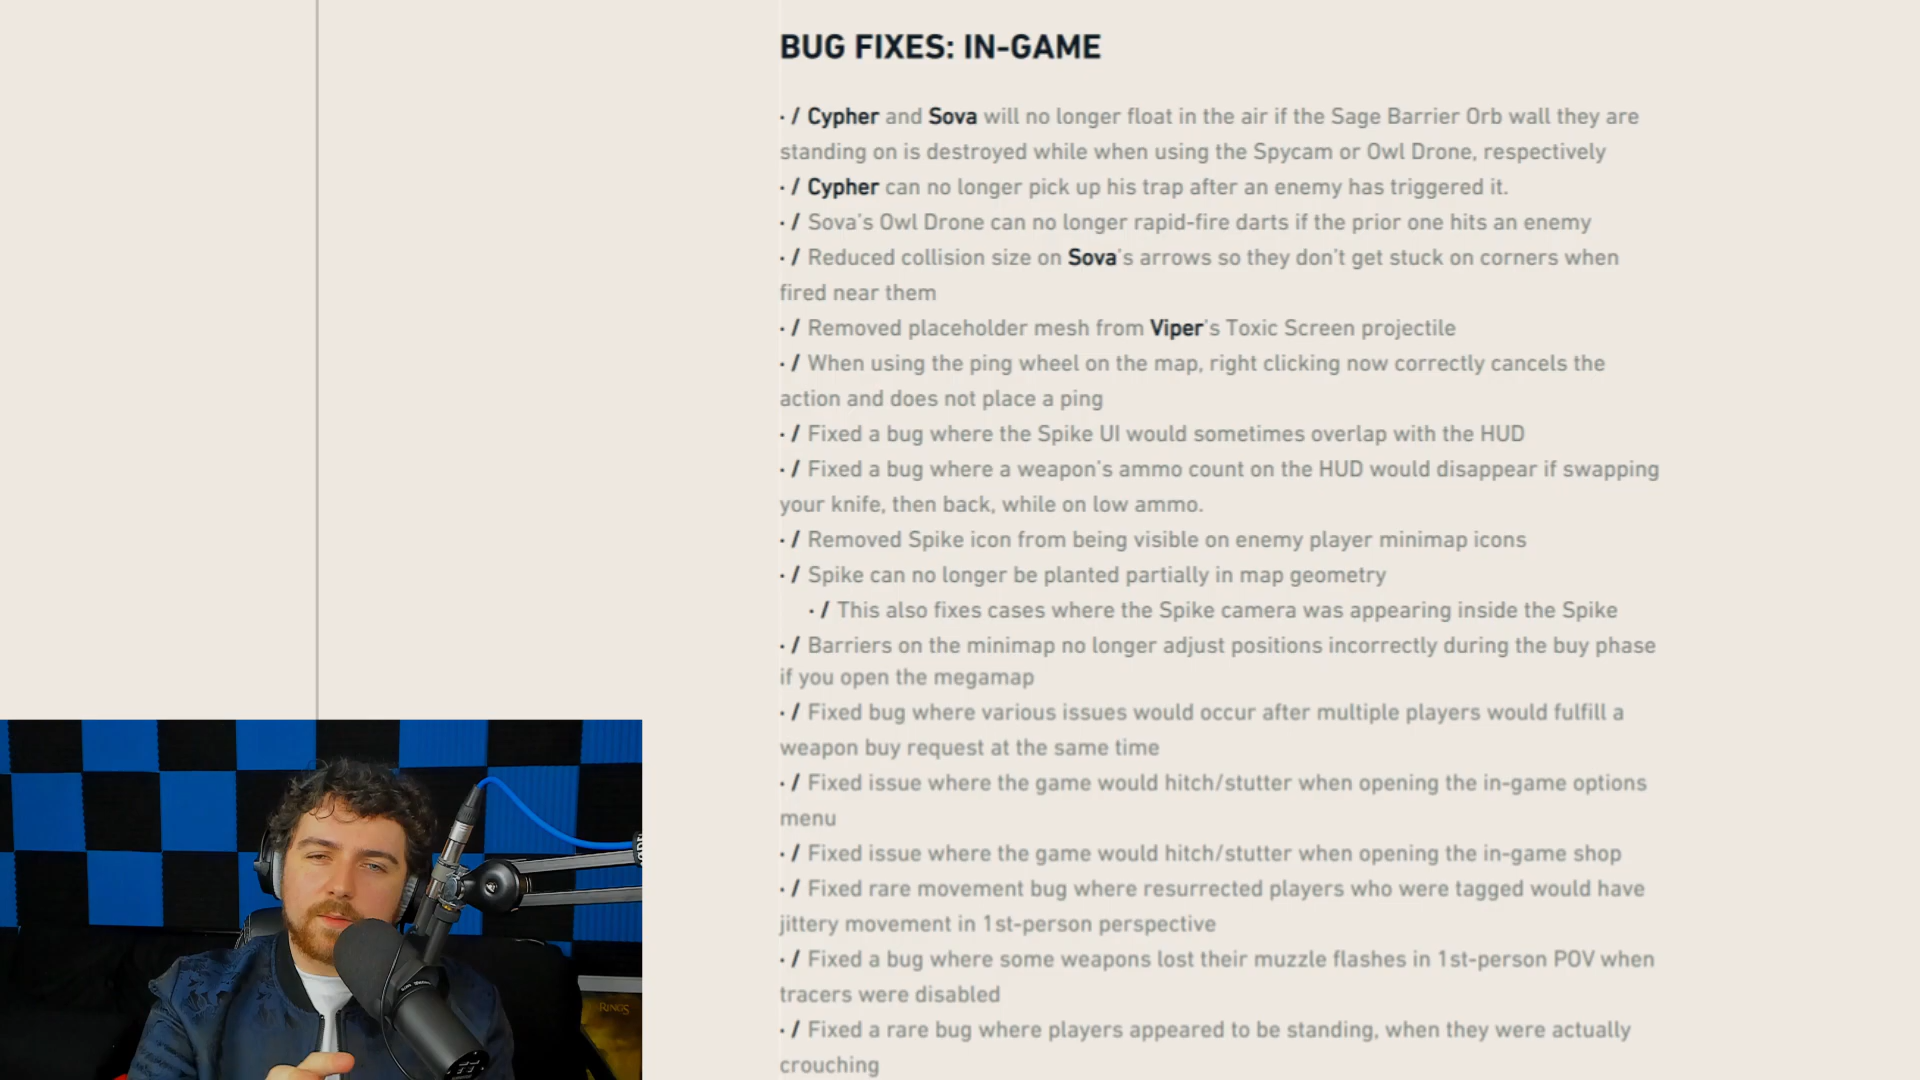 BUG FIXES: IN-GAME
· / Cypher and Sova will no longer float in the air if the Sage Barrier Orb wall they are
standing on is destroyed while when using the Spycam or Owl Drone, respectively
· / Cypher can no longer pick up his trap after an enemy has triggered it.
· / Sova's Owl Drone can no longer rapid-fire darts if the prior one hits an enemy
· / Reduced collision size on Sova's arrows so they don't get stuck on corners when
fired near them
· / Removed placeholder mesh from Viper's Toxic Screen projectile
· / When using the ping wheel on the map, right clicking now correctly cancels the
action and does not place a ping
· / Fixed a bug where the Spike UI would sometimes overlap with the HUD
· / Fixed a bug where a weapon's ammo count on the HUD would disappear if swapping
your knife, then back, while on low ammo.
· / Removed Spike icon from being visible on enemy player minimap icons
· / Spike can no longer be planted partially in map geometry
· / This also fixes cases where the Spike camera was appearing inside the Spike
· / Barriers on the minimap no longer adjust positions incorrectly during the buy phase
if you open the megamap
· / Fixed bug where various issues would occur after multiple players would fulfill a
weapon buy request at the same time
· / Fixed issue where the game would hitch/stutter when opening the in-game options
menu
· / Fixed issue where the game would hitch/stutter when opening the in-game shop
· / Fixed rare movement bug where resurrected players who were tagged would have
jittery movement in 1st-person perspective
· / Fixed a bug where some weapons lost their muzzle flashes in 1st-person POV when
tracers were disabled
· / Fixed a rare bug where players appeared to be standing, when they were actually
crouching
RINGS